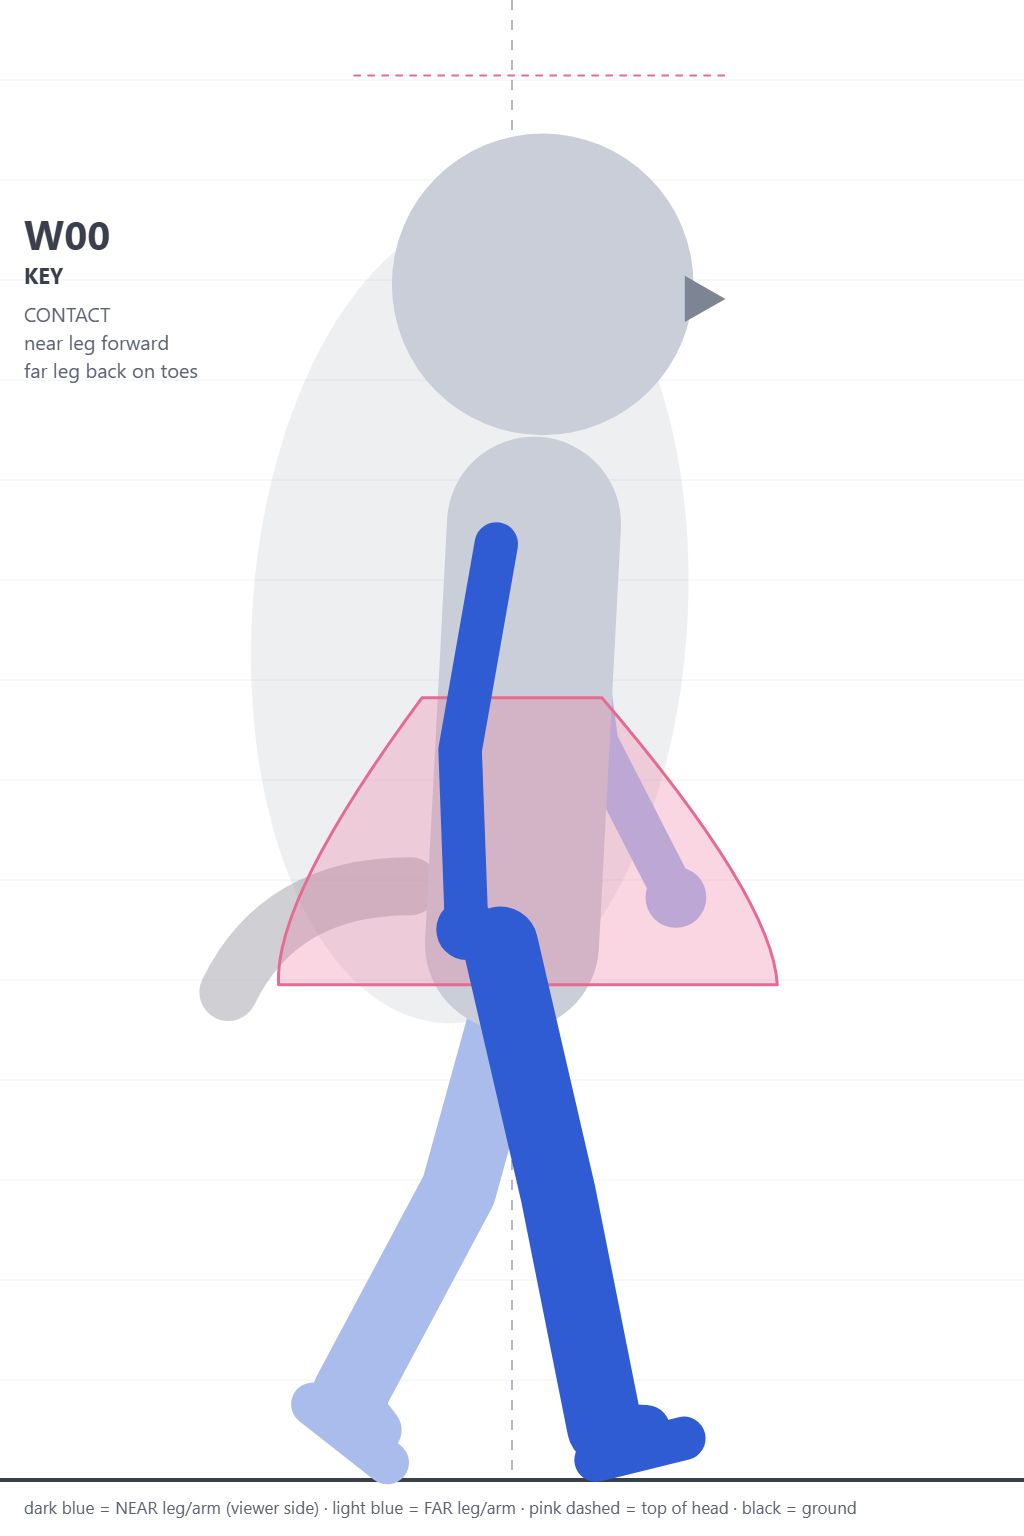 W00
KEY
CONTACT
near leg forward
far leg back on toes
dark blue = NEAR leg/arm (viewer side) · light blue = FAR leg/arm · pink dashed = top of head · black = ground